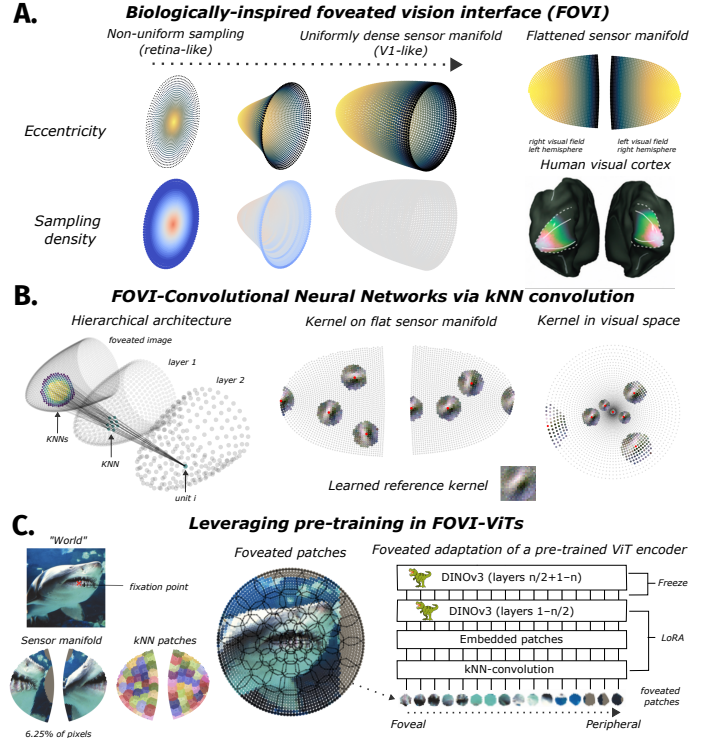 A.
Biologically-inspired foveated vision interface (FOVI)
Non-uniform sampling
(retina-like)
Uniformly dense sensor manifold
(V1-like)
Flattened sensor manifold
Eccentricity
right visual field
left hemisphere
left visual field
right hemisphere
Human visual cortex
Sampling
density
B.
FOVI-Convolutional Neural Networks via kNN convolution
Hierarchical architecture
Kernel on flat sensor manifold
Kernel in visual space
foveated image
layer 1
layer 2
KNNs
KNN
unit i
Learned reference kernel
C.
Leveraging pre-training in FOVI-ViTs
"World"
fixation point
Sensor manifold
kNN patches
6.25% of pixels
Foveated patches
Foveated adaptation of a pre-trained ViT encoder
DINOv3 (layers n/2+1–n)
Freeze
DINOv3 (layers 1–n/2)
LoRA
Embedded patches
kNN-convolution
foveated
patches
Foveal
Peripheral